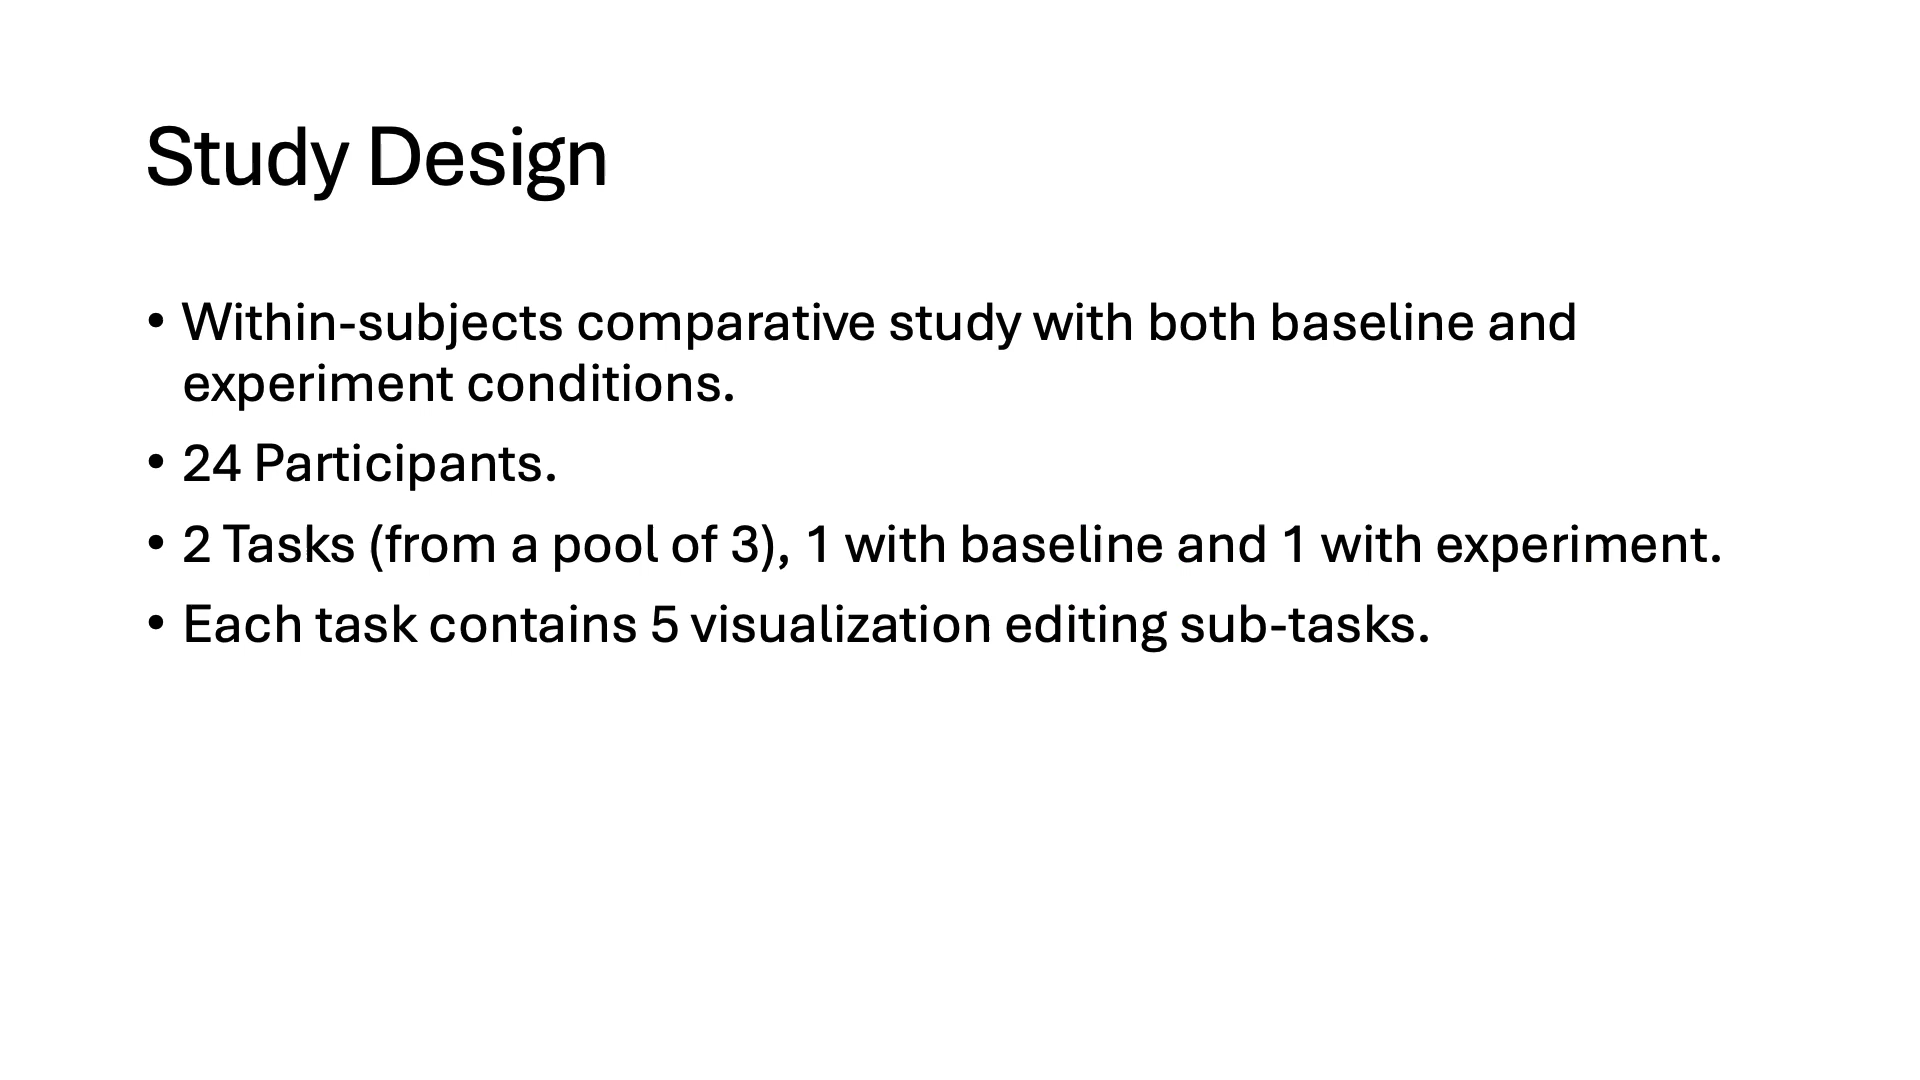 Study Design
• Within-subjects comparative study with both baseline and
experiment conditions.
• 24 Participants.
• 2 Tasks (from a pool of 3), 1 with baseline and 1 with experiment.
• Each task contains 5 visualization editing sub-tasks.